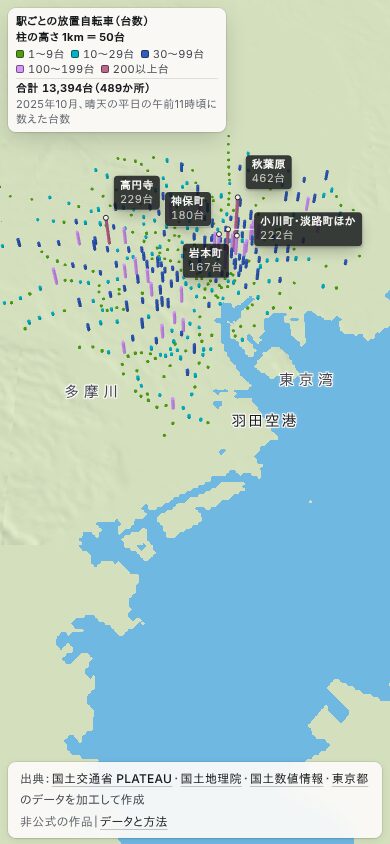 駅ごとの放置自転車（台数）
柱の高さ 1km ＝ 50台
1〜9台 10〜29台 30〜99台
100〜199台 200以上台
合計 13,394台（489か所）
2025年10月、晴天の平日の午前11時頃に
数えた台数
秋葉原
462台
高円寺
229台
神保町
180台
小川町・淡路町ほか
222台
岩本町
167台
多摩川
東京湾
羽田空港
出典：国土交通省 PLATEAU・国土地理院・国土数値情報・東京都
のデータを加工して作成
非公式の作品|データと方法